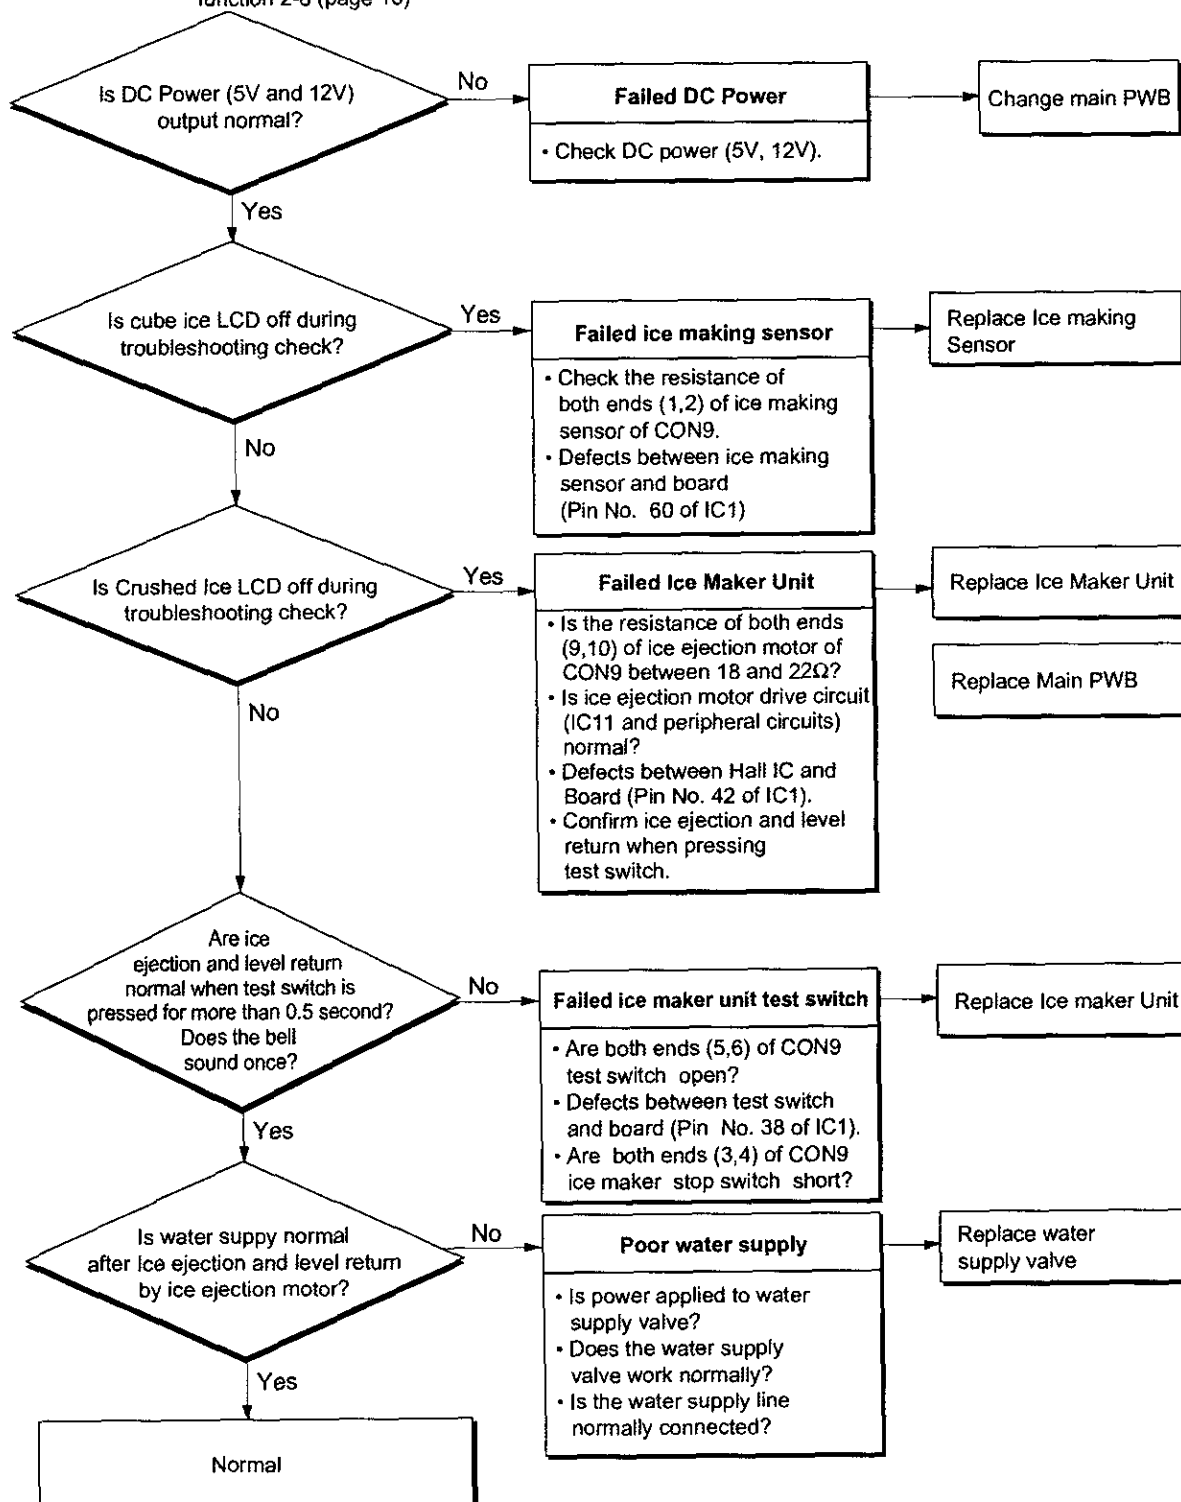 function 2-8 (page 16)
Is DC Power (5V and 12V)
output normal?
No
Failed DC Power
• Check DC power (5V, 12V).
Change main PWB
Yes
Is cube ice LCD off during
troubleshooting check?
Yes
Failed ice making sensor
• Check the resistance of
both ends (1,2) of ice making
sensor of CON9.
• Defects between ice making
sensor and board
(Pin No. 60 of IC1)
Replace Ice making
Sensor
No
Is Crushed Ice LCD off during
troubleshooting check?
Yes
Failed Ice Maker Unit
• Is the resistance of both ends
(9,10) of ice ejection motor of
CON9 between 18 and 22Ω?
• Is ice ejection motor drive circuit
(IC11 and peripheral circuits)
normal?
• Defects between Hall IC and
Board (Pin No. 42 of IC1).
• Confirm ice ejection and level
return when pressing
test switch.
Replace Ice Maker Unit
Replace Main PWB
No
Are ice
ejection and level return
normal when test switch is
pressed for more than 0.5 second?
Does the bell
sound once?
No
Failed ice maker unit test switch
• Are both ends (5,6) of CON9
test switch open?
• Defects between test switch
and board (Pin No. 38 of IC1).
• Are both ends (3,4) of CON9
ice maker stop switch short?
Replace Ice maker Unit
Yes
Is water suppy normal
after Ice ejection and level return
by ice ejection motor?
No
Poor water supply
• Is power applied to water
supply valve?
• Does the water supply
valve work normally?
• Is the water supply line
normally connected?
Replace water
supply valve
Yes
Normal